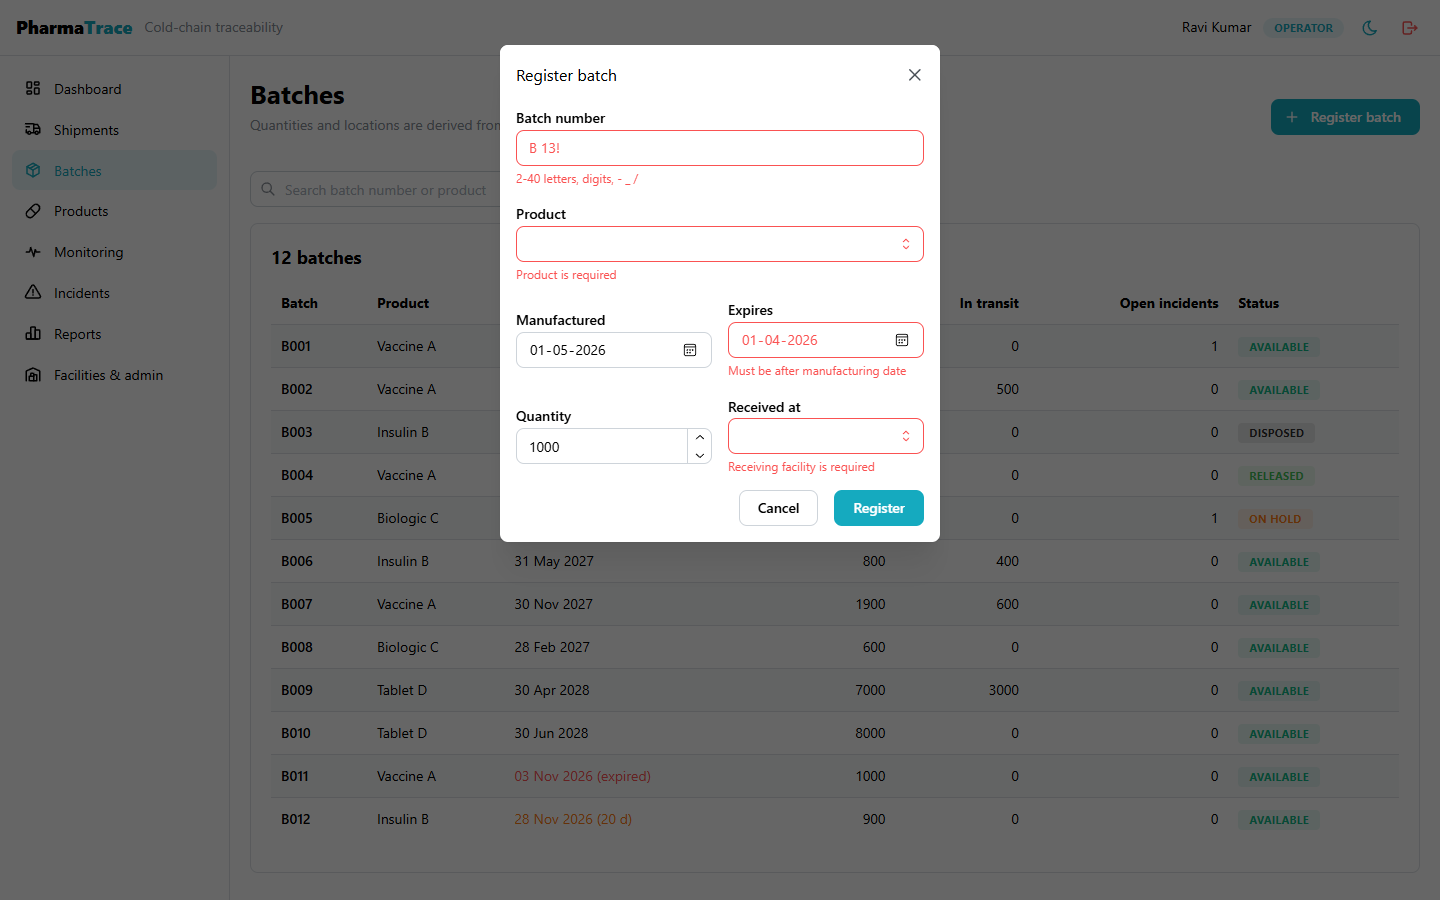 PharmaTrace Cold-chain traceability Ravi Kumar OPERATOR
Dashboard
Shipments
Batches
Products
Monitoring
Incidents
Reports
Facilities & admin
Batches
Quantities and locations are derived from
+ Register batch
Search batch number or product
12 batches
Batch Product In transit Open incidents Status
B001 Vaccine A 0 1 AVAILABLE
B002 Vaccine A 500 0 AVAILABLE
B003 Insulin B 0 0 DISPOSED
B004 Vaccine A 0 0 RELEASED
B005 Biologic C 0 1 ON HOLD
B006 Insulin B 31 May 2027 800 400 0 AVAILABLE
B007 Vaccine A 30 Nov 2027 1900 600 0 AVAILABLE
B008 Biologic C 28 Feb 2027 600 0 0 AVAILABLE
B009 Tablet D 30 Apr 2028 7000 3000 0 AVAILABLE
B010 Tablet D 30 Jun 2028 8000 0 0 AVAILABLE
B011 Vaccine A 03 Nov 2026 (expired) 1000 0 0 AVAILABLE
B012 Insulin B 28 Nov 2026 (20 d) 900 0 0 AVAILABLE
Register batch
Batch number
B 13!
2-40 letters, digits, - _ /
Product
Product is required
Manufactured
01-05-2026
Expires
01-04-2026
Must be after manufacturing date
Quantity
1000
Received at
Receiving facility is required
Cancel Register